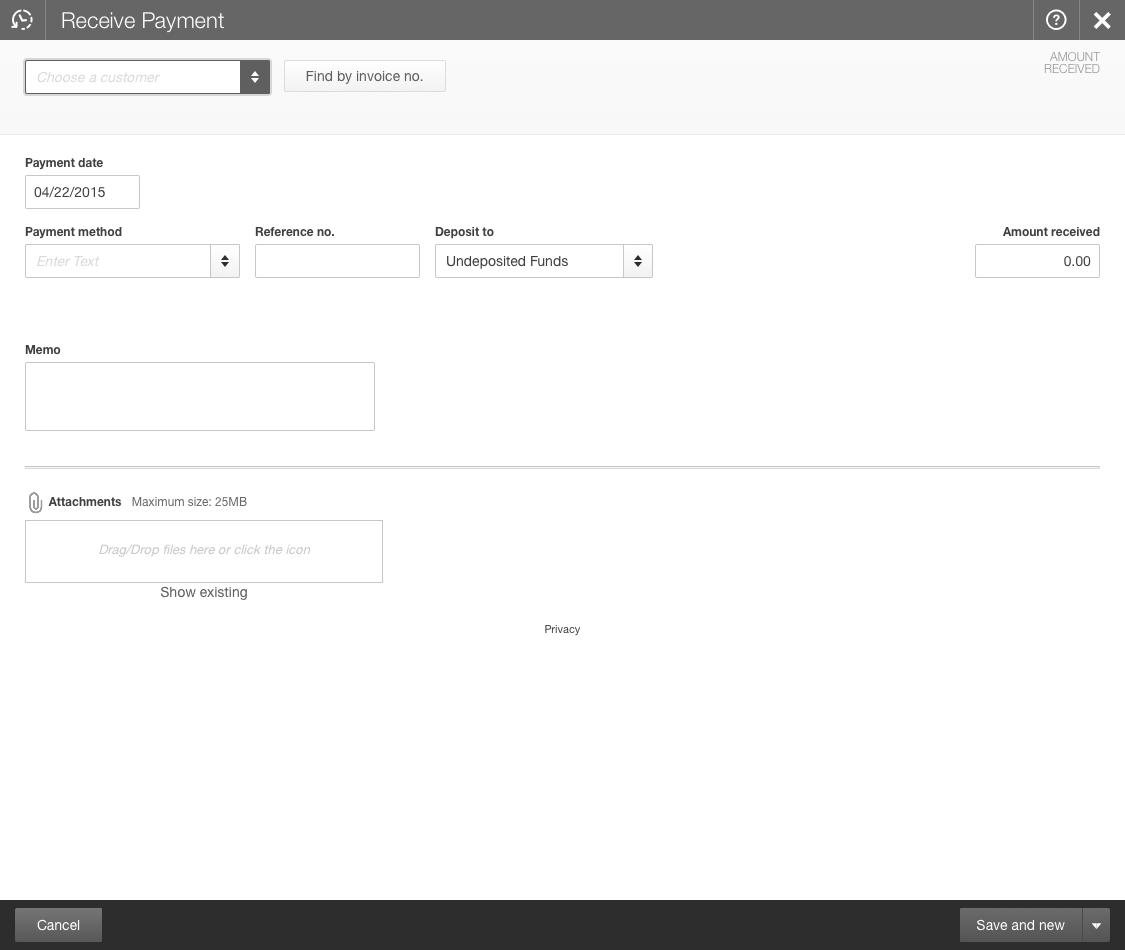 Receive Payment
Choose a customer
Find by invoice no.
AMOUNT
RECEIVED
Payment date
04/22/2015
Payment method
Reference no.
Deposit to
Amount received
Enter Text
Undeposited Funds
0.00
Memo
Attachments Maximum size: 25MB
Drag/Drop files here or click the icon
Show existing
Privacy
Cancel
Save and new